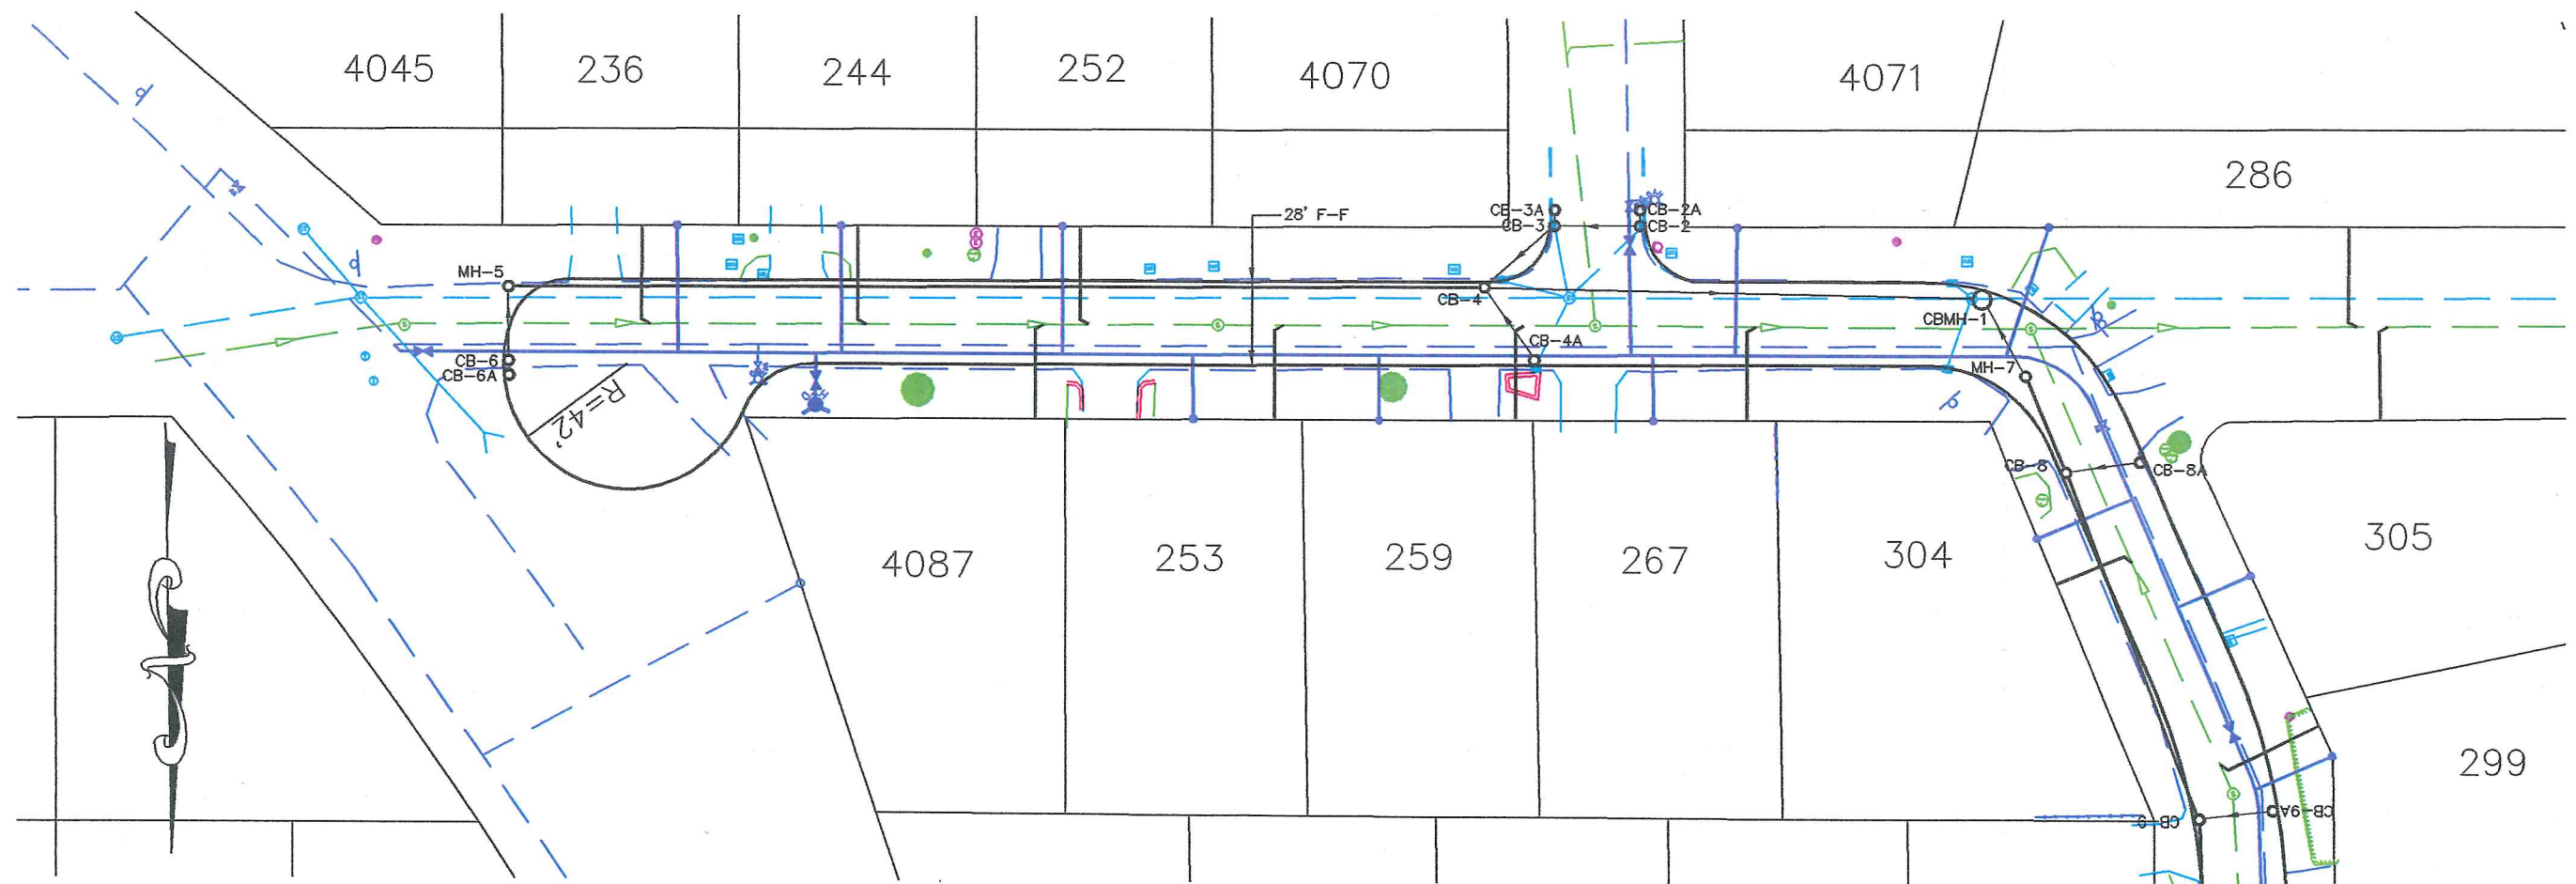 4045
236
244
252
4070
4071
286
28' F-F
CB-3A
CB-3
CB-2A
CB-2
MH-5
CB-4
CBMH-1
CB-4A
MH-7
CB-6
CB-6A
R=42'
CB-8
CB-8A
4087
253
259
267
304
305
299
CB-9
CB-9A